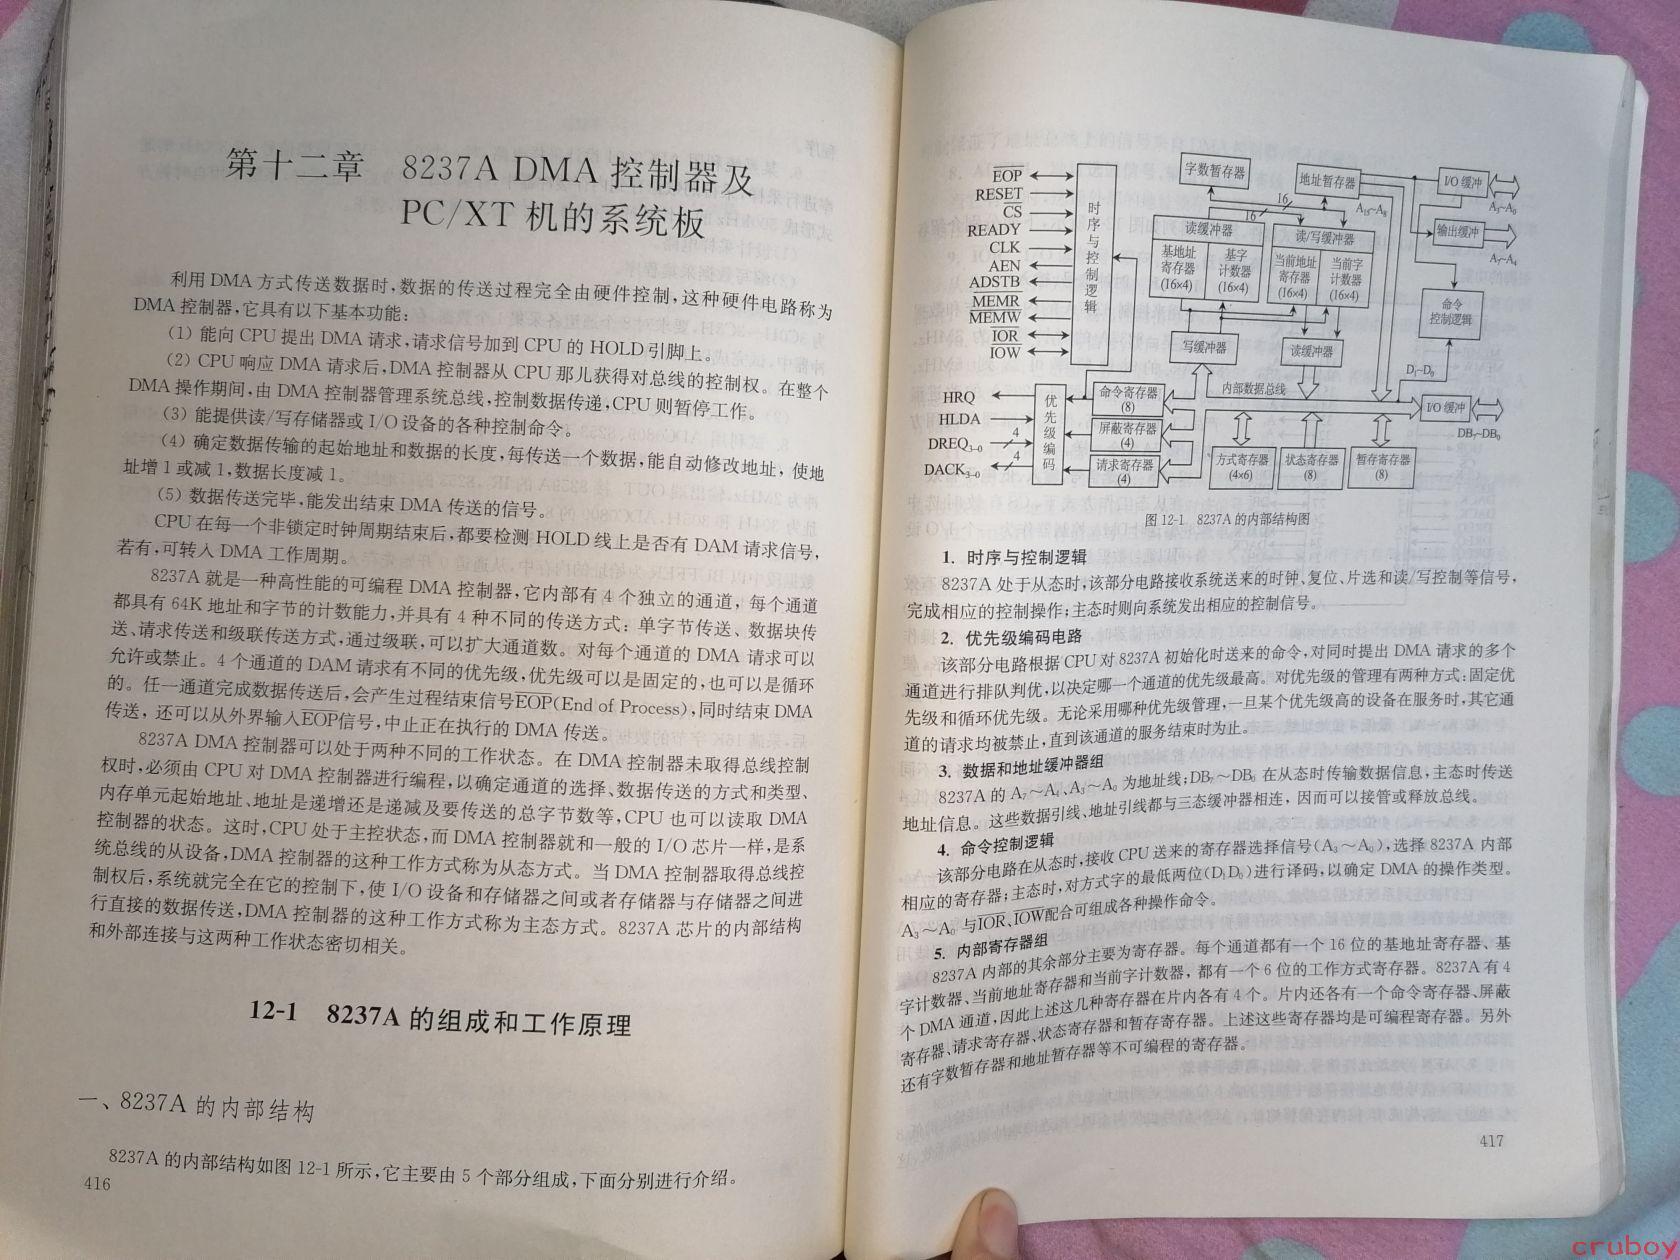 第十二章　8237A DMA 控制器及
PC/XT 机的系统板
利用 DMA 方式传送数据时,数据的传送过程完全由硬件控制,这种硬件电路称为
DMA 控制器,它具有以下基本功能:
(1) 能向 CPU 提出 DMA 请求,请求信号加到 CPU 的 HOLD 引脚上。
(2) CPU 响应 DMA 请求后,DMA 控制器从 CPU 那儿获得对总线的控制权。在整个
DMA 操作期间,由 DMA 控制器管理系统总线,控制数据传递,CPU 则暂停工作。
(3) 能提供读/写存储器或 I/O 设备的各种控制命令。
(4) 确定数据传输的起始地址和数据的长度,每传送一个数据,能自动修改地址, 使地
址增 1 或减 1,数据长度减 1。
(5) 数据传送完毕,能发出结束 DMA 传送的信号。
CPU 在每一个非锁定时钟周期结束后,都要检测 HOLD 线上是否有 DAM 请求信号,
若有,可转入 DMA 工作周期。
8237A 就是一种高性能的可编程 DMA 控制器,它内部有 4 个独立的通道, 每个通道
都具有 64K 地址和字节的计数能力,并具有 4 种不同的传送方式: 单字节传送、数据块传
送、请求传送和级联传送方式,通过级联,可以扩大通道数。对每个通道的 DMA 请求可以
允许或禁止。4 个通道的 DAM 请求有不同的优先级,优先级可以是固定的,也可以是循环
的。任一通道完成数据传送后,会产生过程结束信号EOP(End of Process),同时结束 DMA
传送, 还可以从外界输入EOP信号,中止正在执行的 DMA 传送。
8237A DMA 控制器可以处于两种不同的工作状态。在 DMA 控制器未取得总线控制
权时,必须由 CPU 对 DMA 控制器进行编程,以确定通道的选择、数据传送的方式和类型、
内存单元起始地址、地址是递增还是递减及要传送的总字节数等,CPU 也可以读取 DMA
控制器的状态。这时,CPU 处于主控状态,而 DMA 控制器就和一般的 I/O 芯片一样,是系
统总线的从设备,DMA 控制器的这种工作方式称为从态方式。当 DMA 控制器取得总线控
制权后,系统就完全在它的控制下,使 I/O 设备和存储器之间或者存储器与存储器之间进
行直接的数据传送,DMA 控制器的这种工作方式称为主态方式。8237A 芯片的内部结构
和外部连接与这两种工作状态密切相关。
12-1　8237A 的组成和工作原理
一、8237A 的内部结构
8237A 的内部结构如图 12-1 所示,它主要由 5 个部分组成,下面分别进行介绍。
416
EOP
RESET
CS
READY
CLK
AEN
ADSTB
MEMR
MEMW
IOR
IOW
时序与控制逻辑
HRQ
HLDA
DREQ3~0
4
DACK3~0
4
优先级编码
字数暂存器
地址暂存器
16
16
A15~A8
I/O 缓冲
A3~A0
输出缓冲
A7~A4
读缓冲器
基地址
寄存器
(16×4)
基字
计数器
(16×4)
读/写缓冲器
当前地址
寄存器
(16×4)
当前字
计数器
(16×4)
命令
控制逻辑
写缓冲器
读缓冲器
D1~D0
内部数据总线
I/O 缓冲
DB7~DB0
命令寄存器
(8)
屏蔽寄存器
(4)
请求寄存器
(4)
方式寄存器
(4×6)
状态寄存器
(8)
暂存寄存器
(8)
图 12-1　8237A 的内部结构图
1. 时序与控制逻辑
8237A 处于从态时,该部分电路接收系统送来的时钟、复位、片选和读/写控制等信号,
完成相应的控制操作;主态时则向系统发出相应的控制信号。
2. 优先级编码电路
该部分电路根据 CPU 对 8237A 初始化时送来的命令,对同时提出 DMA 请求的多个
通道进行排队判优,以决定哪一个通道的优先级最高。对优先级的管理有两种方式:固定优
先级和循环优先级。无论采用哪种优先级管理,一旦某个优先级高的设备在服务时,其它通
道的请求均被禁止,直到该通道的服务结束时为止。
3. 数据和地址缓冲器组
8237A 的 A7~A4、A3~A0 为地址线;DB7~DB0 在从态时传输数据信息,主态时传送
地址信息。这些数据引线、地址引线都与三态缓冲器相连, 因而可以接管或释放总线。
4. 命令控制逻辑
该部分电路在从态时,接收 CPU 送来的寄存器选择信号(A3~A0),选择 8237A 内部
相应的寄存器;主态时,对方式字的最低两位(D1D0)进行译码,以确定 DMA 的操作类型。
A3~A0 与IOR、IOW配合可组成各种操作命令。
5. 内部寄存器组
8237A 内部的其余部分主要为寄存器。每个通道都有一个 16 位的基地址寄存器、基
字计数器、当前地址寄存器和当前字计数器, 都有一个 6 位的工作方式寄存器。8237A 有 4
个 DMA 通道,因此上述这几种寄存器在片内各有 4 个。片内还各有一个命令寄存器、屏蔽
寄存器、请求寄存器、状态寄存器和暂存寄存器。上述这些寄存器均是可编程寄存器。另外
还有字数暂存器和地址暂存器等不可编程的寄存器。
417
cruboy